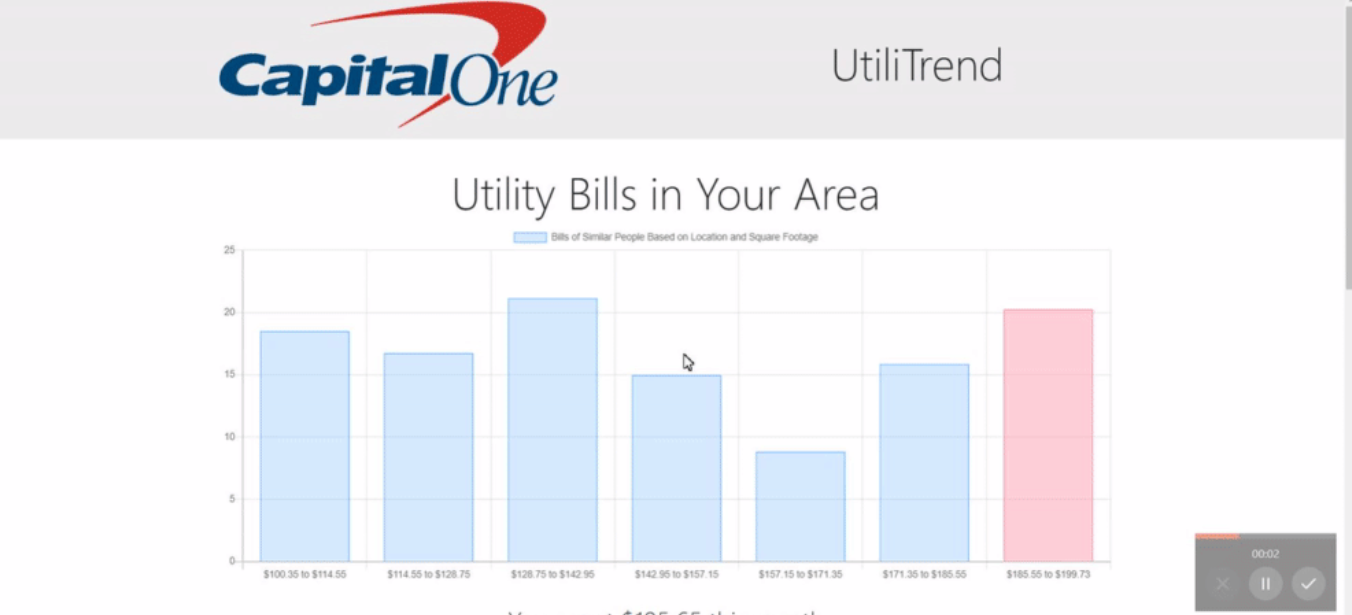 CapitalOne
UtiliTrend
Utility Bills in Your Area
Bills of Similar People Based on Location and Square Footage
25
20
15
10
5
0
$100.35 to $114.55 $114.55 to $128.75 $128.75 to $142.95 $142.95 to $157.15 $157.15 to $171.35 $171.35 to $185.55 $185.55 to $199.73
00:02